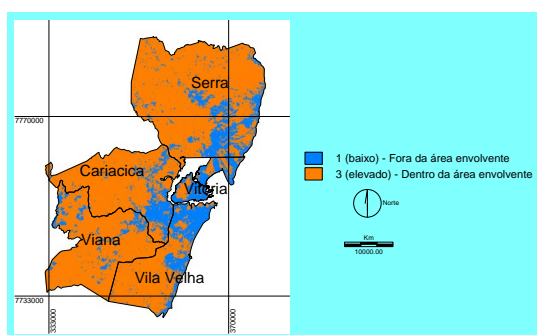 Serra
7770000
Cariacica
Vitória
Viana
Vila Velha
7733000
333000
370000
1 (baixo) - Fora da área envolvente
3 (elevado) - Dentro da área envolvente
Norte
Km
10000.00